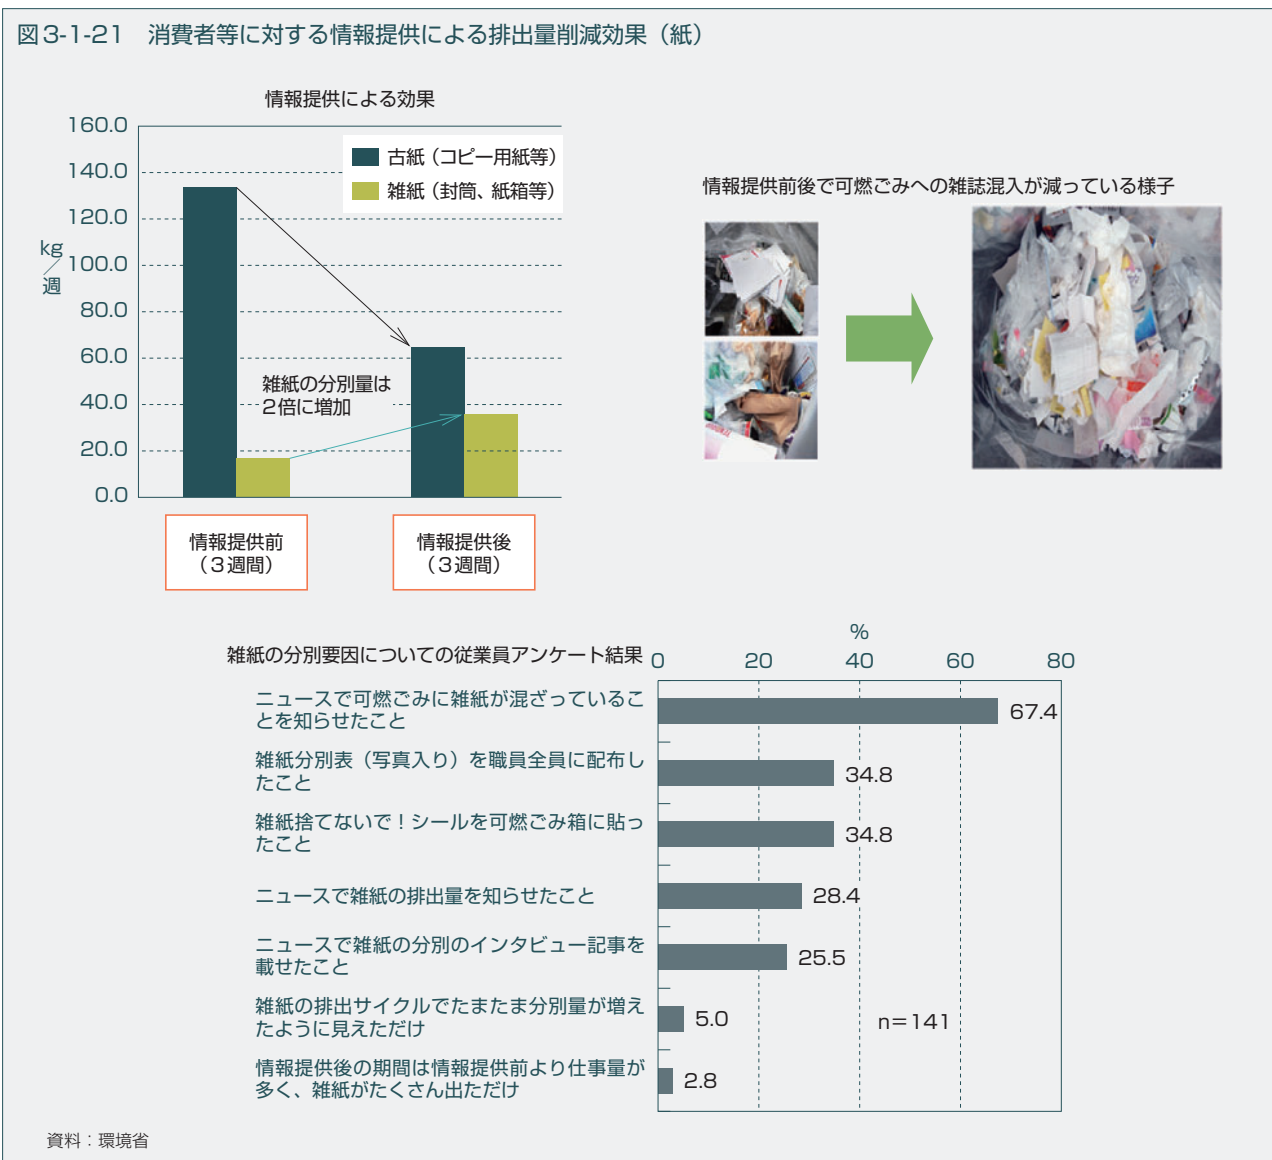 図3-1-21　消費者等に対する情報提供による排出量削減効果（紙）
情報提供による効果
160.0
140.0
120.0
100.0
80.0
60.0
40.0
20.0
0.0
kg／週
古紙（コピー用紙等）
雑紙（封筒、紙箱等）
雑紙の分別量は
2倍に増加
情報提供前
（3週間）
情報提供後
（3週間）
情報提供前後で可燃ごみへの雑誌混入が減っている様子
雑紙の分別要因についての従業員アンケート結果
%
0 20 40 60 80
ニュースで可燃ごみに雑紙が混ざっているこ
とを知らせたこと
67.4
雑紙分別表（写真入り）を職員全員に配布し
たこと
34.8
雑紙捨てないで！シールを可燃ごみ箱に貼っ
たこと
34.8
ニュースで雑紙の排出量を知らせたこと
28.4
ニュースで雑紙の分別のインタビュー記事を
載せたこと
25.5
雑紙の排出サイクルでたまたま分別量が増え
たように見えただけ
5.0
n＝141
情報提供後の期間は情報提供前より仕事量が
多く、雑紙がたくさん出ただけ
2.8
資料：環境省